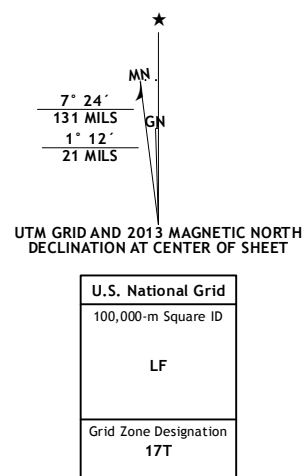 ★
MN
7° 24´
131 MILS
GN
1° 12´
21 MILS
UTM GRID AND 2013 MAGNETIC NORTH
DECLINATION AT CENTER OF SHEET
U.S. National Grid
100,000-m Square ID
LF
Grid Zone Designation
17T